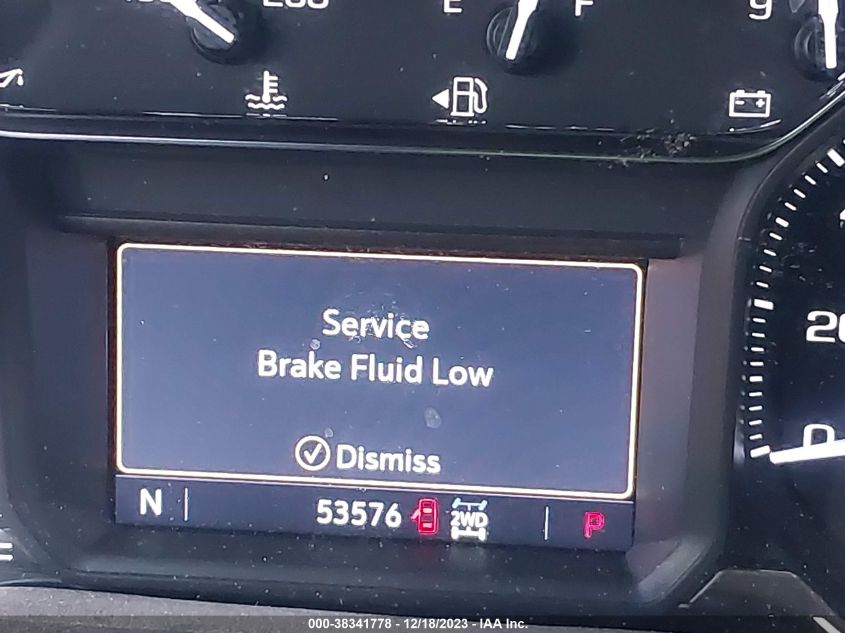 E F
Service
Brake Fluid Low
Dismiss
N 53576 2WD P
000-38341778 - 12/18/2023 - IAA Inc.